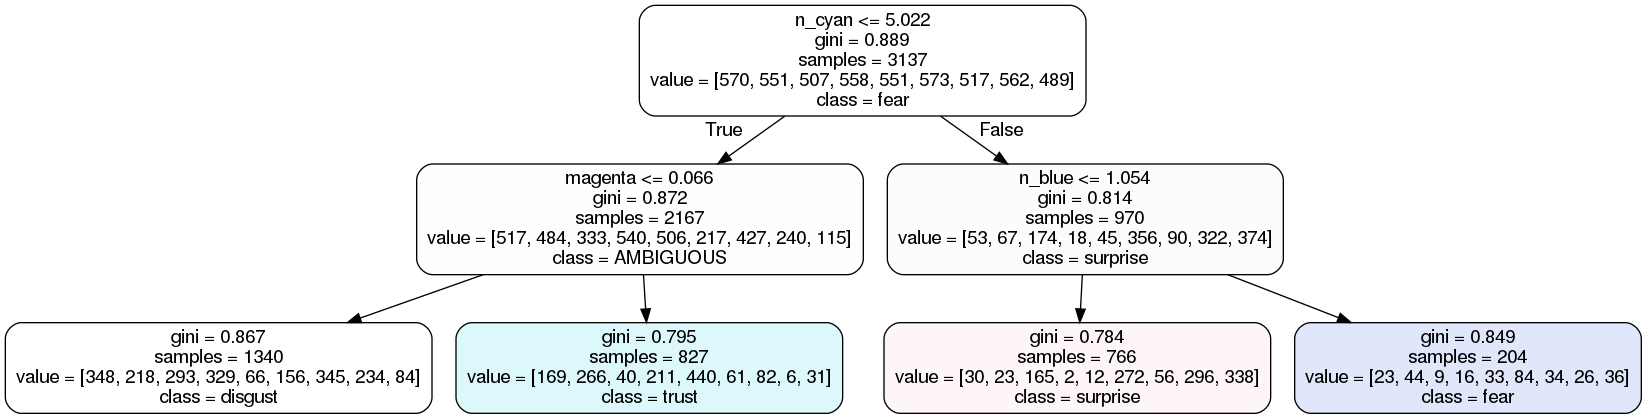 n_cyan <= 5.022
gini = 0.889
samples = 3137
value = [570, 551, 507, 558, 551, 573, 517, 562, 489]
class = fear
True
False
magenta <= 0.066
gini = 0.872
samples = 2167
value = [517, 484, 333, 540, 506, 217, 427, 240, 115]
class = AMBIGUOUS
n_blue <= 1.054
gini = 0.814
samples = 970
value = [53, 67, 174, 18, 45, 356, 90, 322, 374]
class = surprise
gini = 0.867
samples = 1340
value = [348, 218, 293, 329, 66, 156, 345, 234, 84]
class = disgust
gini = 0.795
samples = 827
value = [169, 266, 40, 211, 440, 61, 82, 6, 31]
class = trust
gini = 0.784
samples = 766
value = [30, 23, 165, 2, 12, 272, 56, 296, 338]
class = surprise
gini = 0.849
samples = 204
value = [23, 44, 9, 16, 33, 84, 34, 26, 36]
class = fear